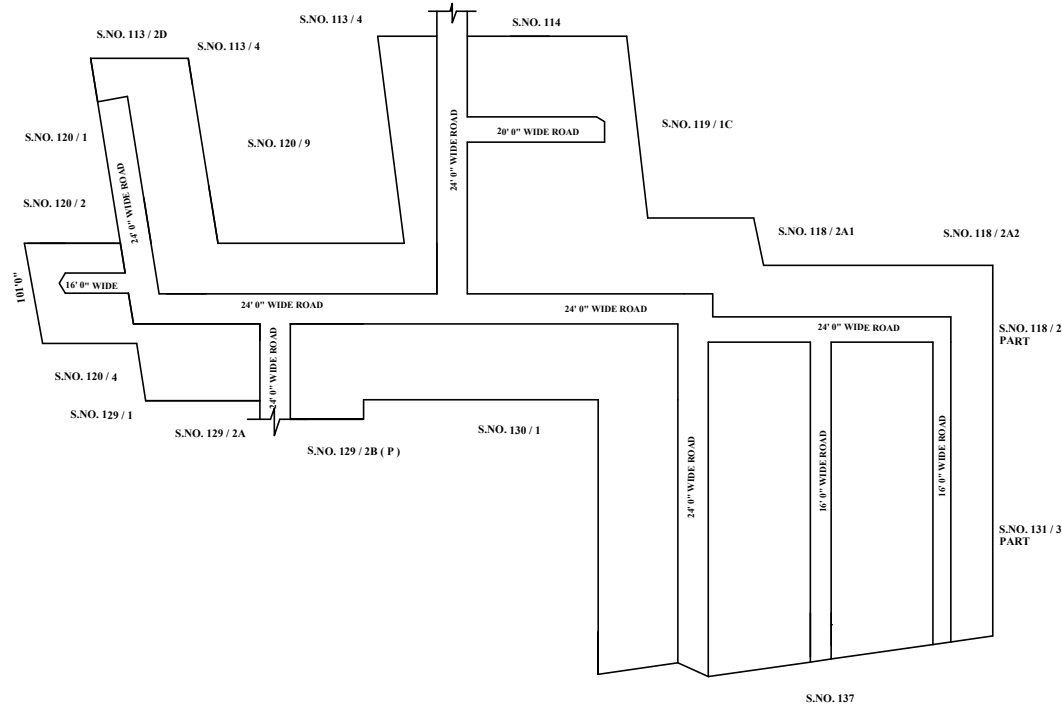 S.NO. 113 / 4
S.NO. 114
S.NO. 113 / 2D
S.NO. 113 / 4
S.NO. 119 / 1C
20' 0" WIDE ROAD
S.NO. 120 / 1
S.NO. 120 / 9
24' 0" WIDE ROAD
24' 0" WIDE ROAD
S.NO. 120 / 2
S.NO. 118 / 2A1
S.NO. 118 / 2A2
101'0"
16' 0" WIDE
24' 0" WIDE ROAD
24' 0" WIDE ROAD
24' 0" WIDE ROAD
S.NO. 118 / 2
PART
24' 0" WIDE ROAD
S.NO. 120 / 4
S.NO. 129 / 1
S.NO. 129 / 2A
S.NO. 130 / 1
S.NO. 129 / 2B ( P )
24' 0" WIDE ROAD
16' 0" WIDE ROAD
16' 0" WIDE ROAD
S.NO. 131 / 3
PART
S.NO. 137